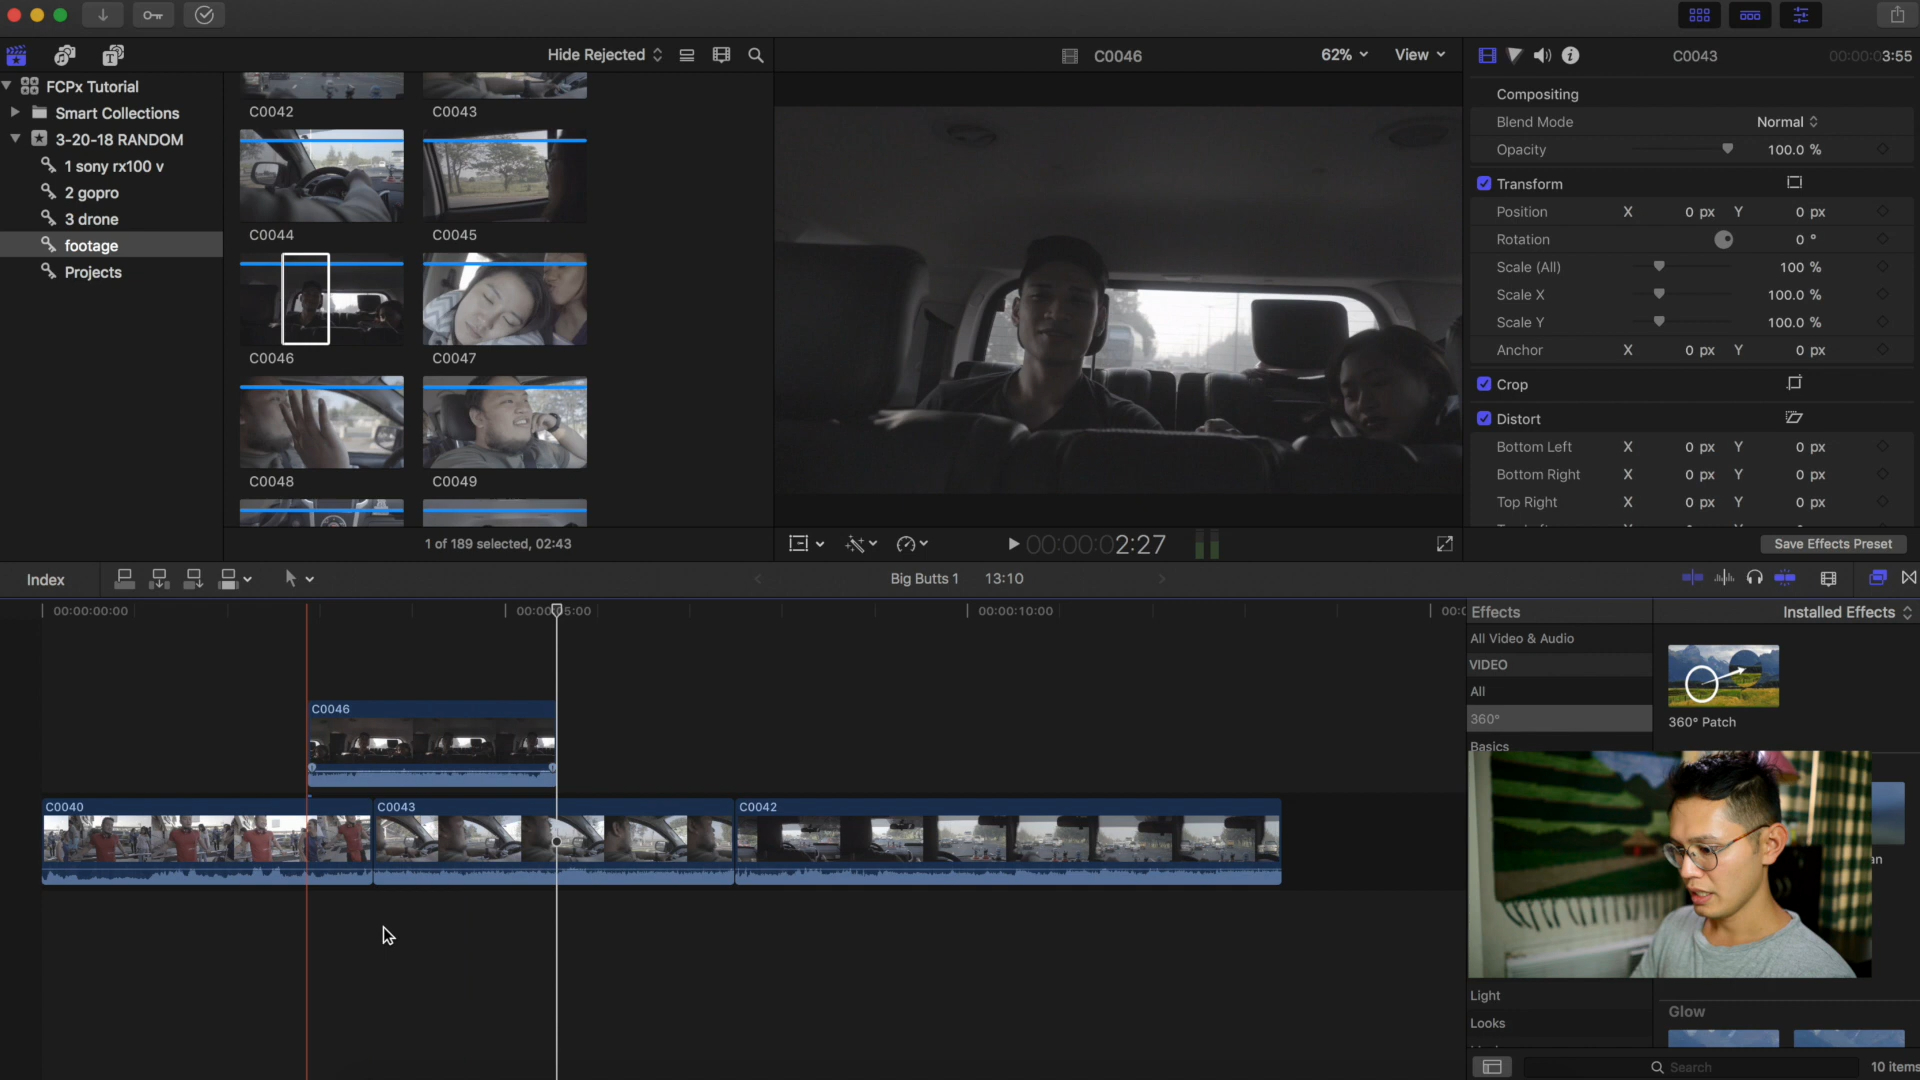 Hide Rejected
C0046
62%
View
C0043
00:00:03:55
FCPx Tutorial
Smart Collections
3-20-18 RANDOM
1 sony rx100 v
2 gopro
3 drone
footage
Projects
C0042
C0043
C0044
C0045
C0046
C0047
C0048
C0049
1 of 189 selected, 02:43
00:00:02:27
Compositing
Blend Mode
Normal
Opacity
100.0 %
Transform
Position X 0 px Y 0 px
Rotation 0 °
Scale (All) 100 %
Scale X 100.0 %
Scale Y 100.0 %
Anchor X 0 px Y 0 px
Crop
Distort
Bottom Left X 0 px Y 0 px
Bottom Right X 0 px Y 0 px
Top Right X 0 px Y 0 px
Save Effects Preset
Index
Big Butts 1 13:10
00:00:00:00
00:00:05:00
00:00:10:00
C0046
C0040
C0043
C0042
Effects
Installed Effects
All Video & Audio
VIDEO
All
360°
Basics
360° Patch
Light
Looks
Glow
Search
10 items